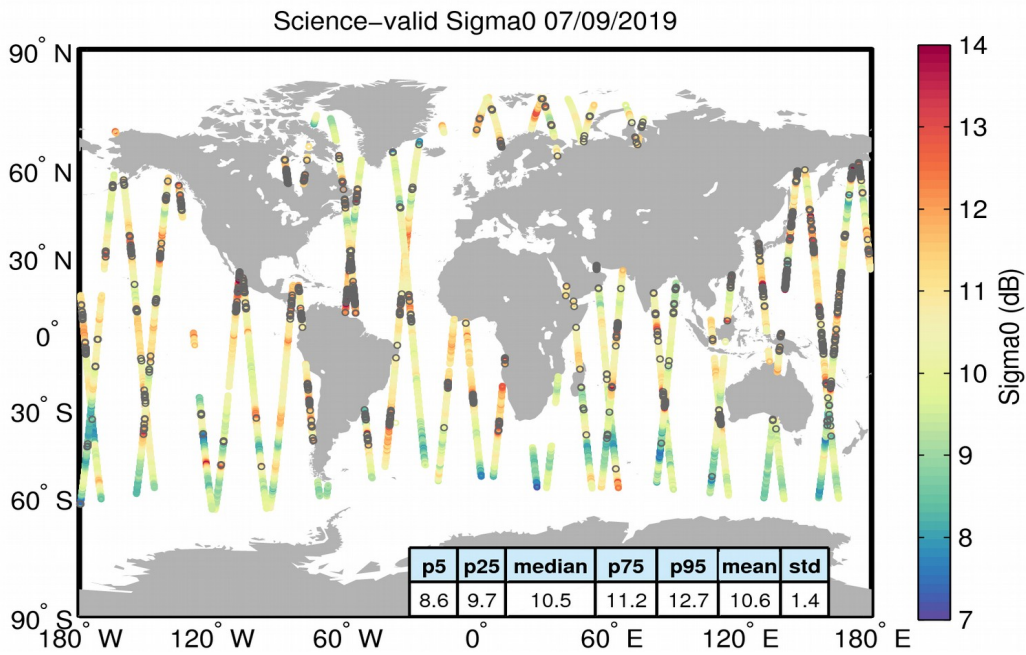 Science−valid Sigma0 07/09/2019
90° N
60° N
30° N
0°
30° S
60° S
90° S
180° W 120° W 60° W 0° 60° E 120° E 180° E
p5 p25 median p75 p95 mean std
8.6 9.7 10.5 11.2 12.7 10.6 1.4
14
13
12
11
10
9
8
7
Sigma0 (dB)